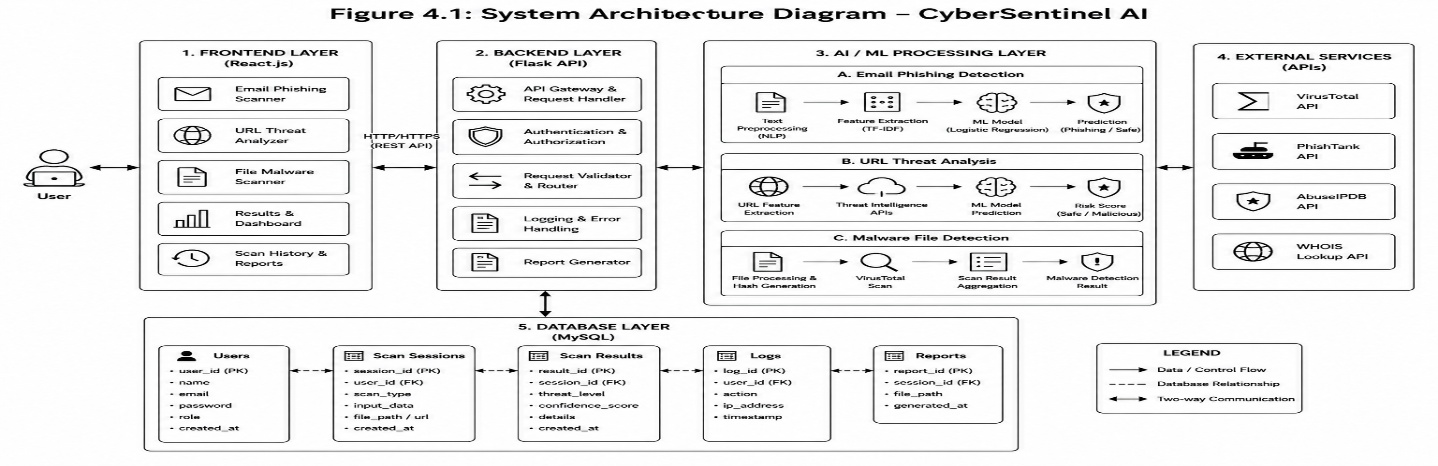 Figure 4.1: System Architecture Diagram – CyberSentinel AI
User
1. FRONTEND LAYER
(React.js)
Email Phishing
Scanner
URL Threat
Analyzer
File Malware
Scanner
Results &
Dashboard
Scan History &
Reports
HTTP/HTTPS
(REST API)
2. BACKEND LAYER
(Flask API)
API Gateway &
Request Handler
Authentication &
Authorization
Request Validator
& Router
Logging & Error
Handling
Report Generator
3. AI / ML PROCESSING LAYER
A. Email Phishing Detection
Text
Preprocessing
(NLP)
Feature Extraction
(TF-IDF)
ML Model
(Logistic Regression)
Prediction
(Phishing / Safe)
B. URL Threat Analysis
URL Feature
Extraction
Threat Intelligence
APIs
ML Model
Prediction
Risk Score
(Safe / Malicious)
C. Malware File Detection
File Processing &
Hash Generation
VirusTotal
Scan
Scan Result
Aggregation
Malware Detection
Result
4. EXTERNAL SERVICES
(APIs)
VirusTotal
API
PhishTank
API
AbuseIPDB
API
WHOIS
Lookup API
5. DATABASE LAYER
(MySQL)
Users
- user_id (PK)
- name
- email
- password
- role
- created_at
Scan Sessions
- session_id (PK)
- user_id (FK)
- scan_type
- input_data
- file_path / url
- created_at
Scan Results
- result_id (PK)
- session_id (FK)
- threat_level
- confidence_score
- details
- created_at
Logs
- log_id (PK)
- user_id (FK)
- action
- ip_address
- timestamp
Reports
- report_id (PK)
- session_id (FK)
- file_path
- generated_at
LEGEND
Data / Control Flow
Database Relationship
Two-way Communication